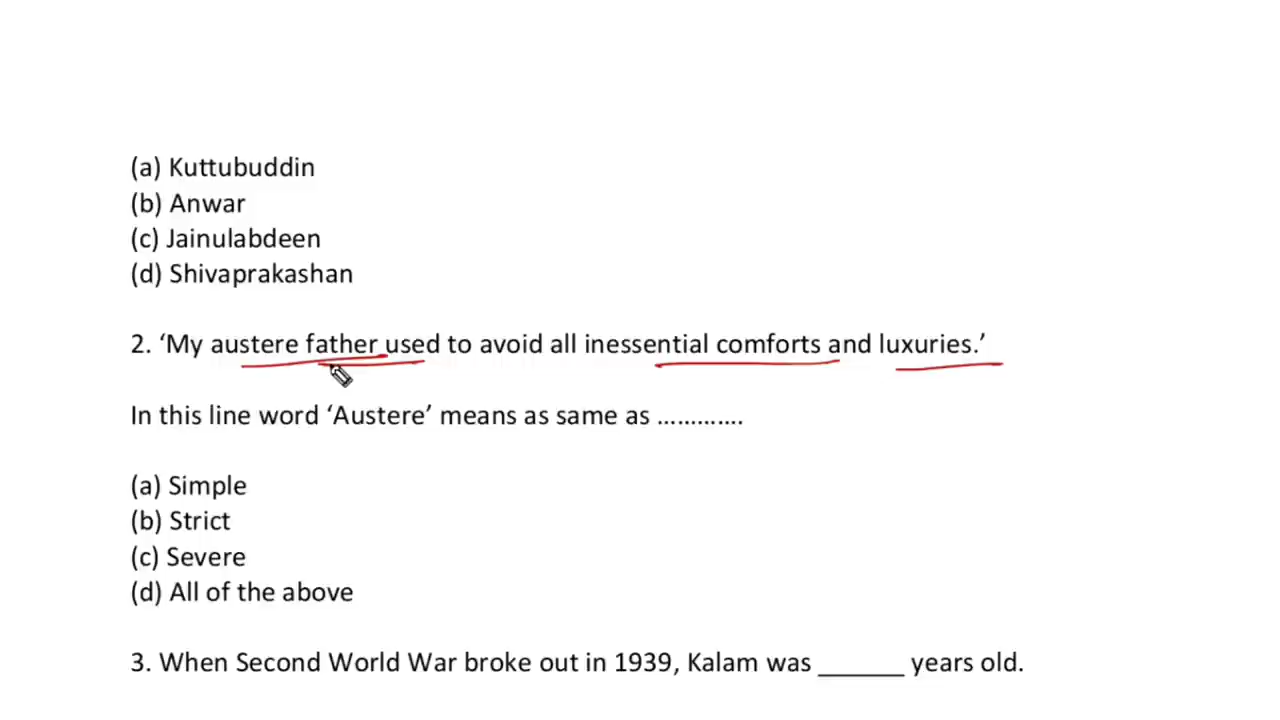 (a) Kuttubuddin
(b) Anwar
(c) Jainulabdeen
(d) Shivaprakashan
2. ‘My austere father used to avoid all inessential comforts and luxuries.’
In this line word ‘Austere’ means as same as .............
(a) Simple
(b) Strict
(c) Severe
(d) All of the above
3. When Second World War broke out in 1939, Kalam was _______ years old.